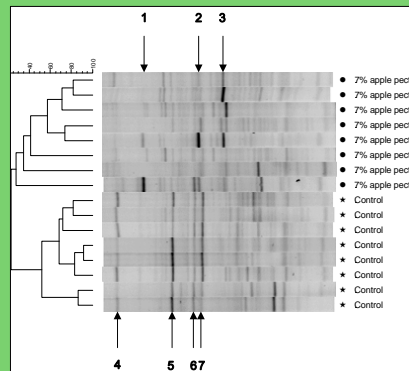 1 2 3
40 60 80 100
● 7% apple pect
● 7% apple pect
● 7% apple pect
● 7% apple pect
● 7% apple pect
● 7% apple pect
● 7% apple pect
● 7% apple pect
★ Control
★ Control
★ Control
★ Control
★ Control
★ Control
★ Control
★ Control
4 5 6 7